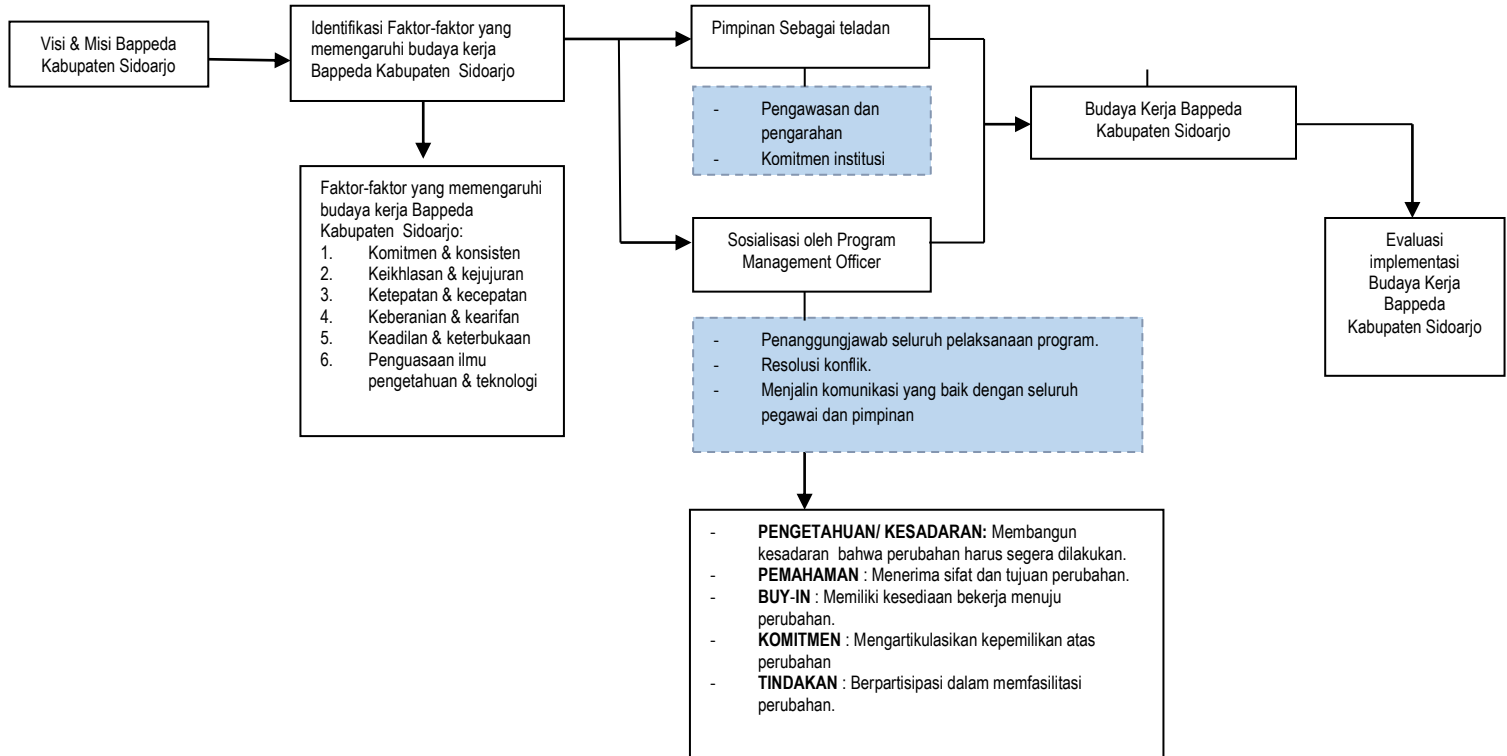 Visi & Misi Bappeda
Kabupaten Sidoarjo
Identifikasi Faktor-faktor yang
memengaruhi budaya kerja
Bappeda Kabupaten Sidoarjo
Faktor-faktor yang memengaruhi
budaya kerja Bappeda
Kabupaten Sidoarjo:
1. Komitmen & konsisten
2. Keikhlasan & kejujuran
3. Ketepatan & kecepatan
4. Keberanian & kearifan
5. Keadilan & keterbukaan
6. Penguasaan ilmu
pengetahuan & teknologi
Pimpinan Sebagai teladan
- Pengawasan dan
pengarahan
- Komitmen institusi
Sosialisasi oleh Program
Management Officer
- Penanggungjawab seluruh pelaksanaan program.
- Resolusi konflik.
- Menjalin komunikasi yang baik dengan seluruh
pegawai dan pimpinan
- PENGETAHUAN/ KESADARAN: Membangun
kesadaran bahwa perubahan harus segera dilakukan.
- PEMAHAMAN : Menerima sifat dan tujuan perubahan.
- BUY-IN : Memiliki kesediaan bekerja menuju
perubahan.
- KOMITMEN : Mengartikulasikan kepemilikan atas
perubahan
- TINDAKAN : Berpartisipasi dalam memfasilitasi
perubahan.
Budaya Kerja Bappeda
Kabupaten Sidoarjo
Evaluasi
implementasi
Budaya Kerja
Bappeda
Kabupaten Sidoarjo